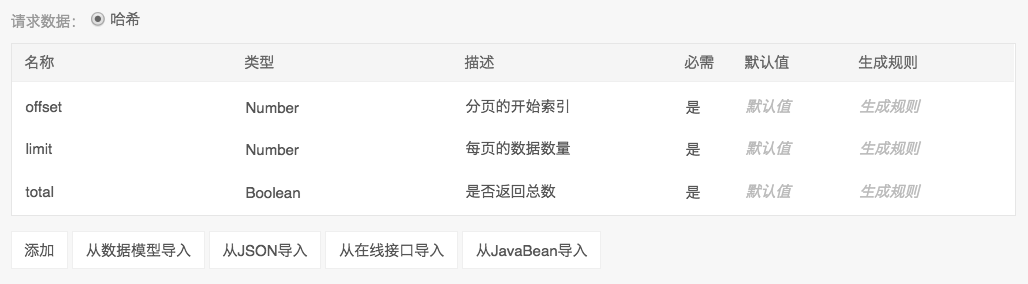 请求数据： 哈希
名称 类型 描述 必需 默认值 生成规则
offset Number 分页的开始索引 是 默认值 生成规则
limit Number 每页的数据数量 是 默认值 生成规则
total Boolean 是否返回总数 是 默认值 生成规则
添加 从数据模型导入 从JSON导入 从在线接口导入 从JavaBean导入